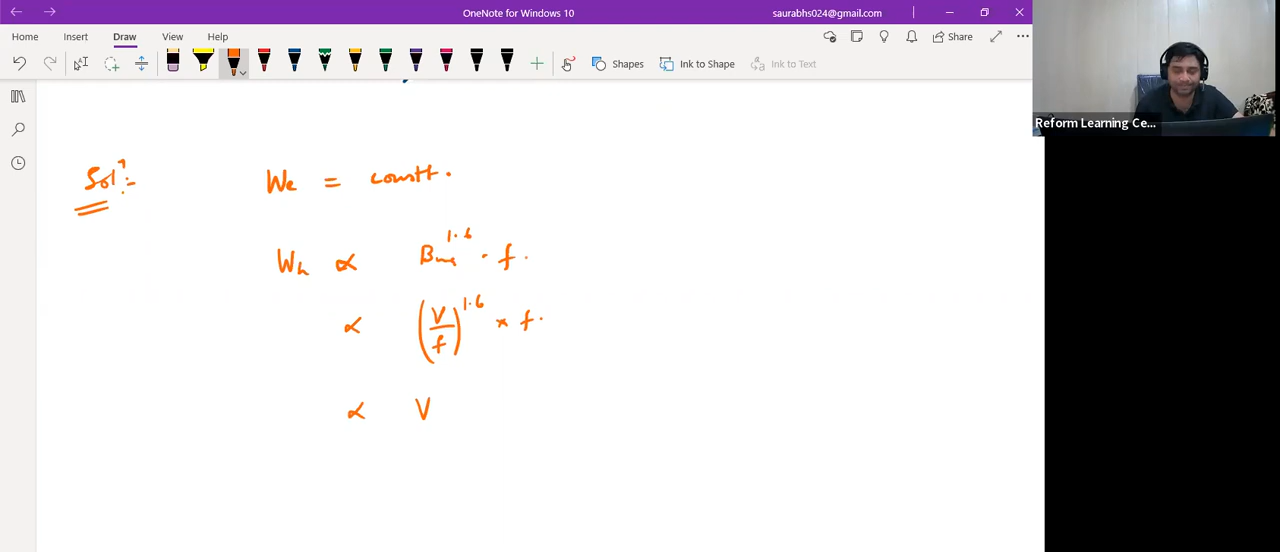 OneNote for Windows 10
saurabhs024@gmail.com
Home Insert Draw View Help
Share
Shapes
Ink to Shape
Ink to Text
Reform Learning Ce...
Solⁿ:-
We = constt.
Wh ∝ Bm^1.6 · f.
∝ (V/f)^1.6 × f.
∝ V